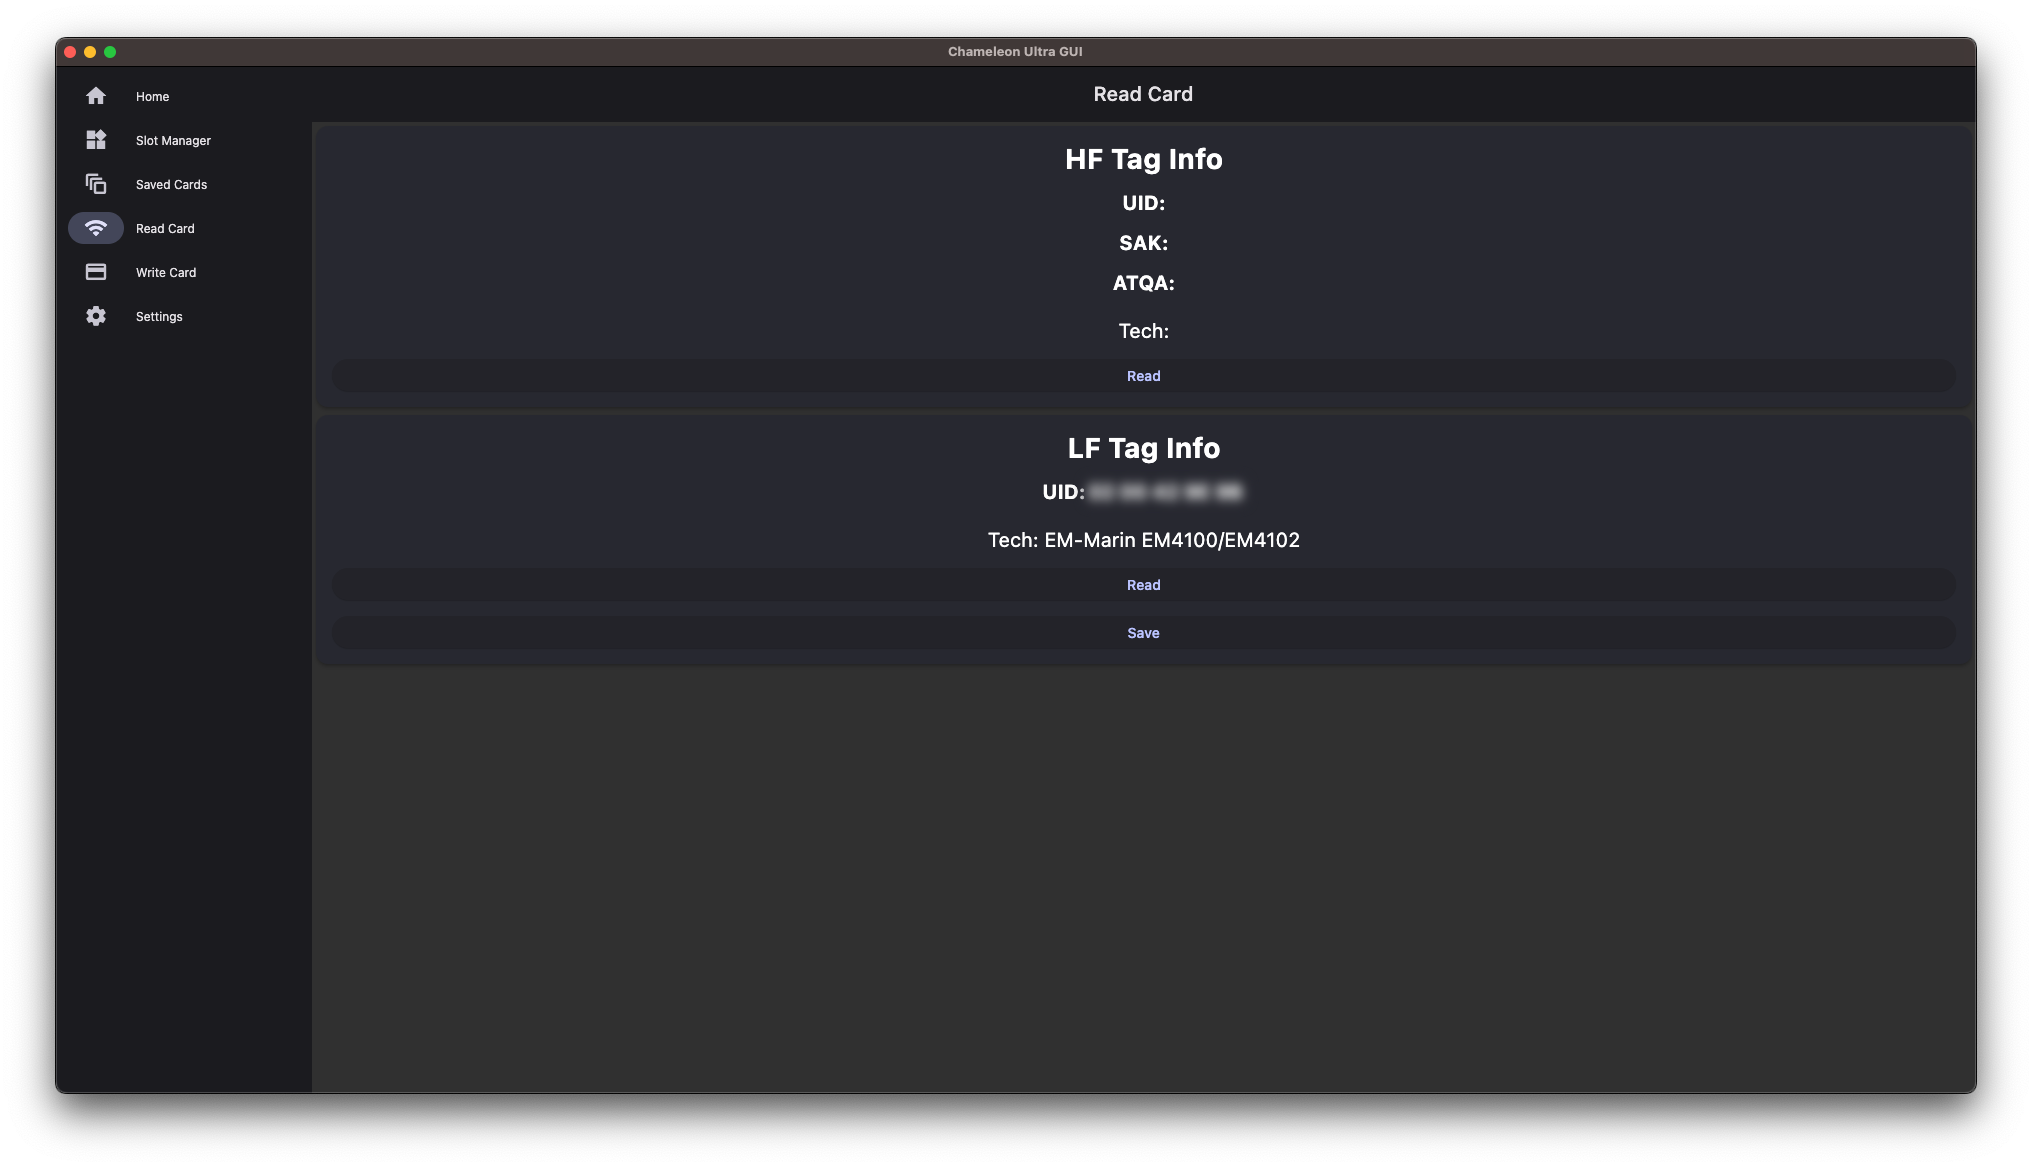 Chameleon Ultra GUI
Home
Slot Manager
Saved Cards
Read Card
Write Card
Settings
Read Card
HF Tag Info
UID:
SAK:
ATQA:
Tech:
Read
LF Tag Info
UID:
Tech: EM-Marin EM4100/EM4102
Read
Save